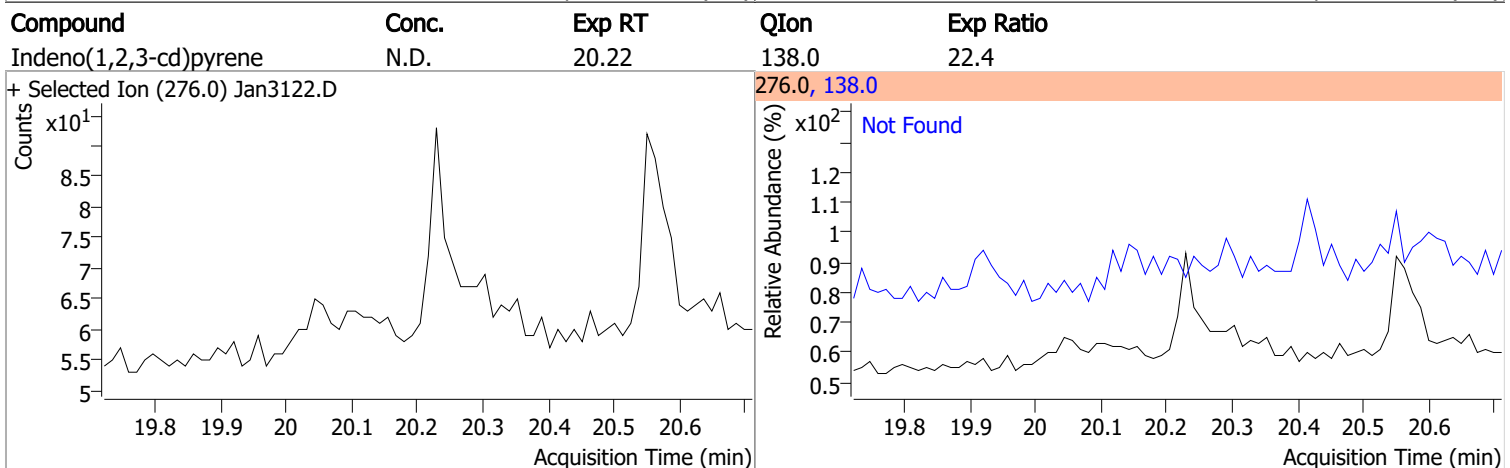 Compound Conc. Exp RT QIon Exp Ratio
Indeno(1,2,3-cd)pyrene N.D. 20.22 138.0 22.4
+ Selected Ion (276.0) Jan3122.D
Counts
x101
8.5
8
7.5
7
6.5
6
5.5
5
19.8 19.9 20 20.1 20.2 20.3 20.4 20.5 20.6
Acquisition Time (min)
276.0, 138.0
Relative Abundance (%)
x102
Not Found
1.2
1.1
1
0.9
0.8
0.7
0.6
0.5
19.8 19.9 20 20.1 20.2 20.3 20.4 20.5 20.6
Acquisition Time (min)